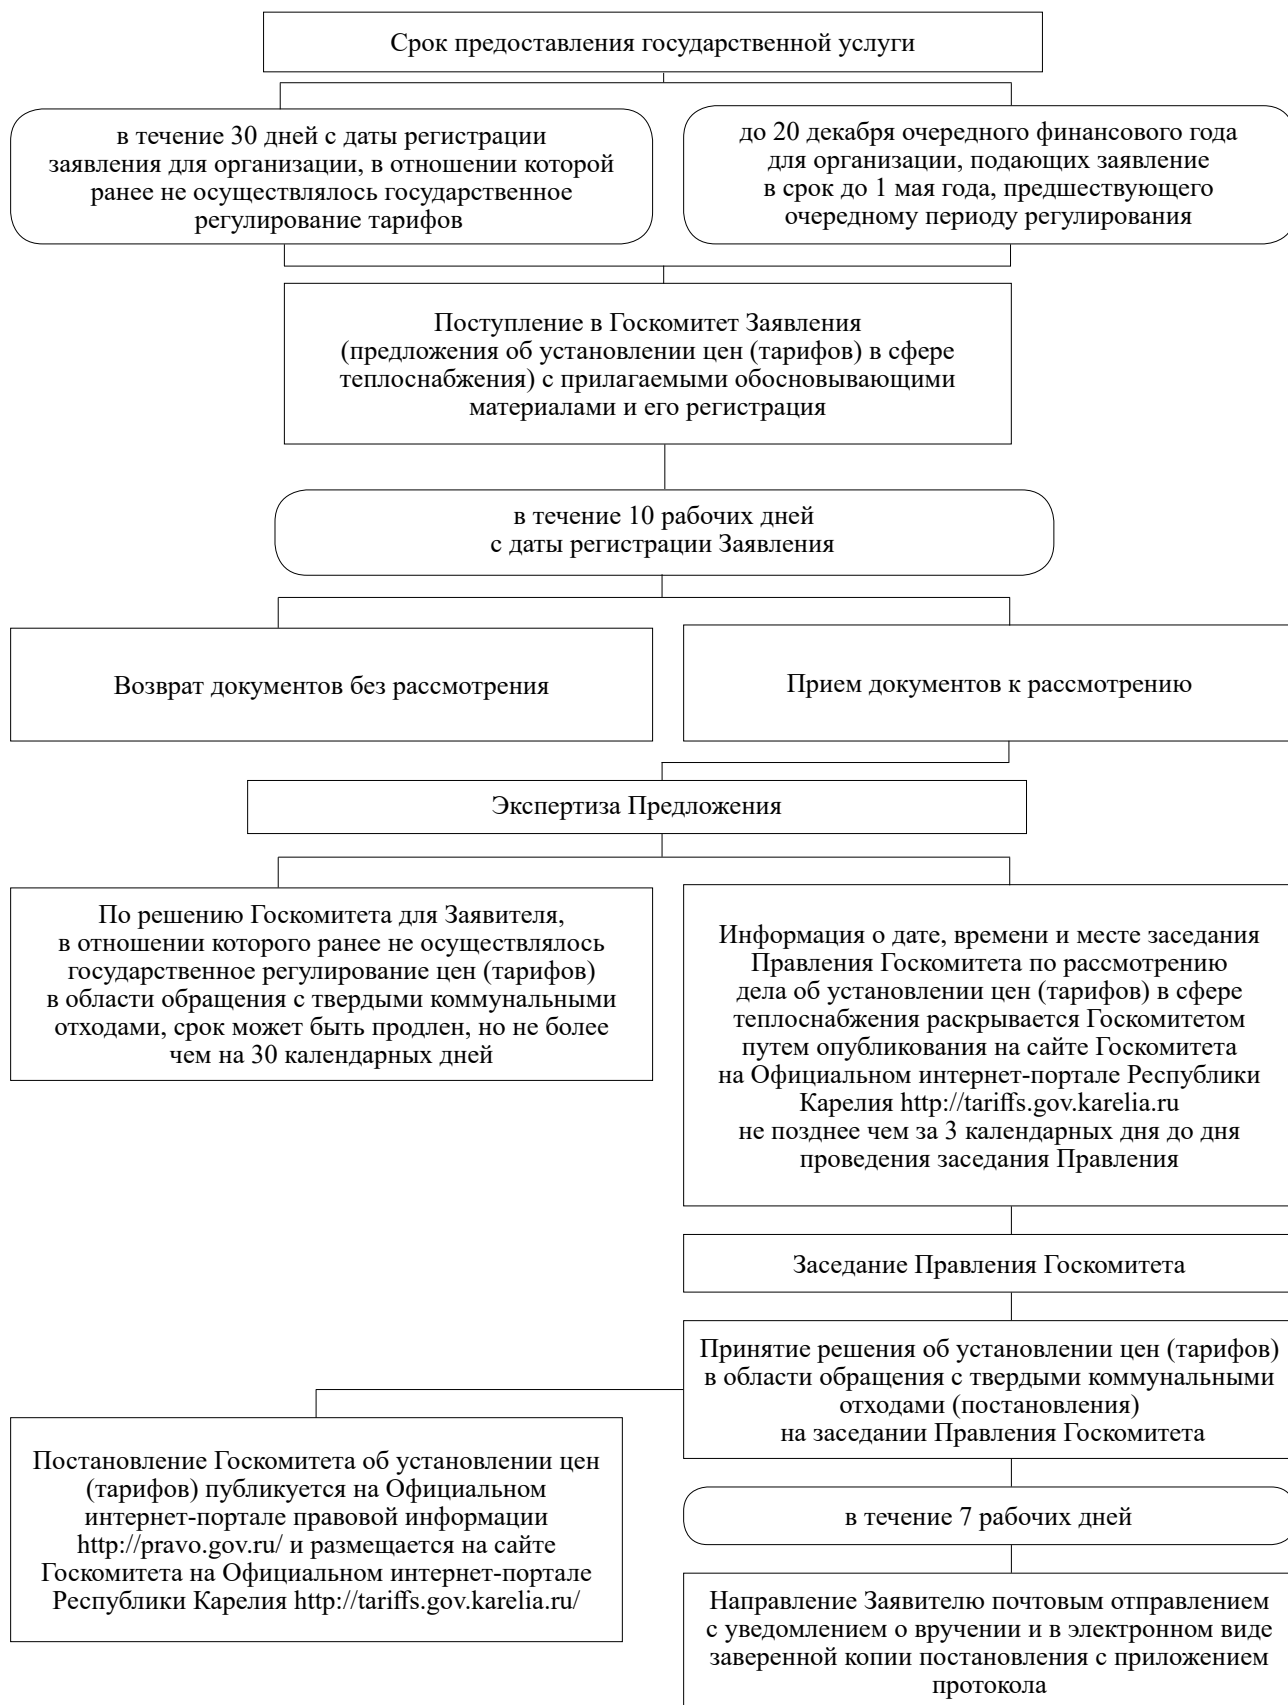 Срок предоставления государственной услуги
в течение 30 дней с даты регистрации
заявления для организации, в отношении которой
ранее не осуществлялось государственное
регулирование тарифов
до 20 декабря очередного финансового года
для организации, подающих заявление
в срок до 1 мая года, предшествующего
очередному периоду регулирования
Поступление в Госкомитет Заявления
(предложения об установлении цен (тарифов) в сфере
теплоснабжения) с прилагаемыми обосновывающими
материалами и его регистрация
в течение 10 рабочих дней
с даты регистрации Заявления
Возврат документов без рассмотрения
Прием документов к рассмотрению
Экспертиза Предложения
По решению Госкомитета для Заявителя,
в отношении которого ранее не осуществлялось
государственное регулирование цен (тарифов)
в области обращения с твердыми коммунальными
отходами, срок может быть продлен, но не более
чем на 30 календарных дней
Информация о дате, времени и месте заседания
Правления Госкомитета по рассмотрению
дела об установлении цен (тарифов) в сфере
теплоснабжения раскрывается Госкомитетом
путем опубликования на сайте Госкомитета
на Официальном интернет-портале Республики
Карелия http://tariffs.gov.karelia.ru
не позднее чем за 3 календарных дня до дня
проведения заседания Правления
Заседание Правления Госкомитета
Принятие решения об установлении цен (тарифов)
в области обращения с твердыми коммунальными
отходами (постановления)
на заседании Правления Госкомитета
Постановление Госкомитета об установлении цен
(тарифов) публикуется на Официальном
интернет-портале правовой информации
http://pravo.gov.ru/ и размещается на сайте
Госкомитета на Официальном интернет-портале
Республики Карелия http://tariffs.gov.karelia.ru/
в течение 7 рабочих дней
Направление Заявителю почтовым отправлением
с уведомлением о вручении и в электронном виде
заверенной копии постановления с приложением
протокола